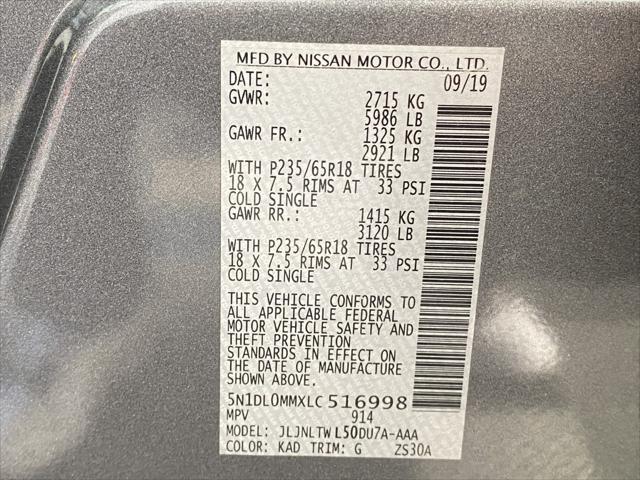 MFD BY NISSAN MOTOR CO., LTD.
DATE: 09/19
GVWR: 2715 KG
5986 LB
GAWR FR.: 1325 KG
2921 LB
WITH P235/65R18 TIRES
18 X 7.5 RIMS AT 33 PSI
COLD SINGLE
GAWR RR.: 1415 KG
3120 LB
WITH P235/65R18 TIRES
18 X 7.5 RIMS AT 33 PSI
COLD SINGLE
THIS VEHICLE CONFORMS TO
ALL APPLICABLE FEDERAL
MOTOR VEHICLE SAFETY AND
THEFT PREVENTION
STANDARDS IN EFFECT ON
THE DATE OF MANUFACTURE
SHOWN ABOVE.
5N1DL0MMXLC516998
MPV 914
MODEL: JLJNLTWL50DU7A-AAA
COLOR: KAD TRIM: G ZS30A